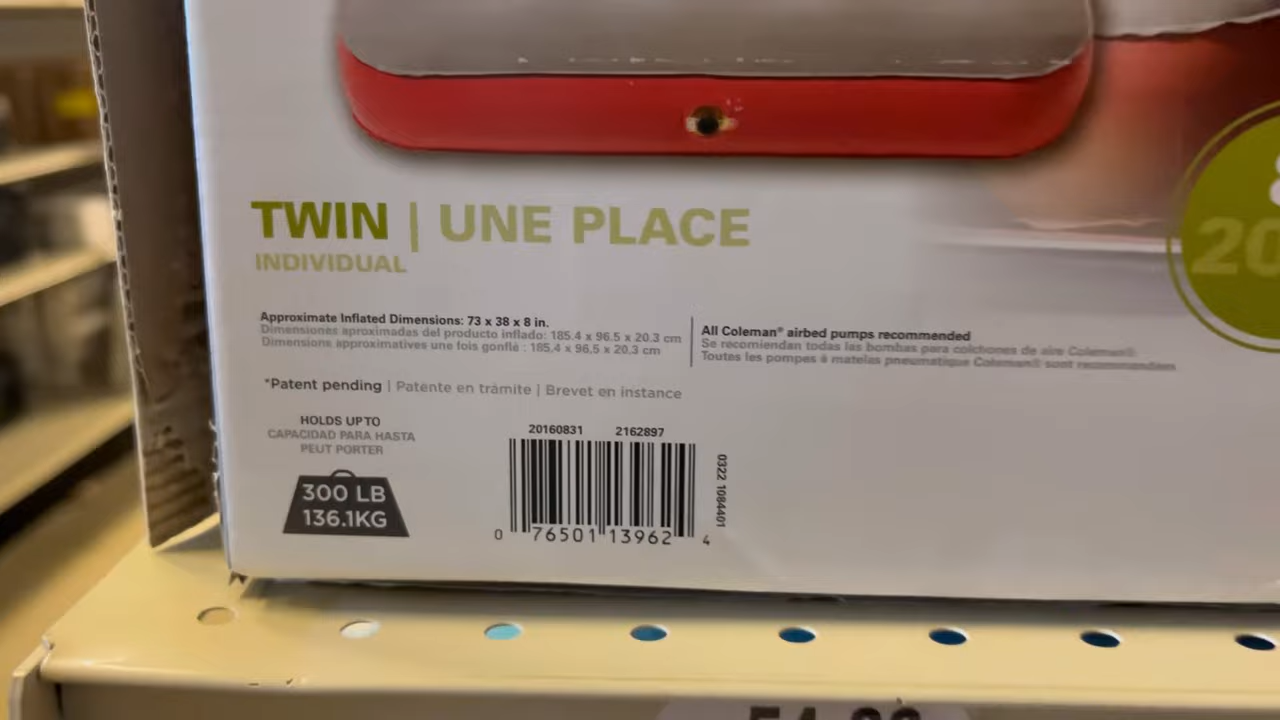 TWIN | UNE PLACE
INDIVIDUAL
Approximate Inflated Dimensions: 73 x 38 x 8 in.
Dimensiones aproximadas del producto inflado: 185.4 x 96.5 x 20.3 cm
Dimensions approximatives une fois gonflé : 185,4 x 96,5 x 20,3 cm
All Coleman® airbed pumps recommended
Se recomiendan todas las bombas para colchones de aire Coleman®.
Toutes les pompes à matelas pneumatique Coleman® sont recommandées
*Patent pending | Patente en trámite | Brevet en instance
HOLDS UP TO
CAPACIDAD PARA HASTA
PEUT PORTER
300 LB
136.1KG
20160831 2162897
0 76501 13962 4
0322 1084401
20